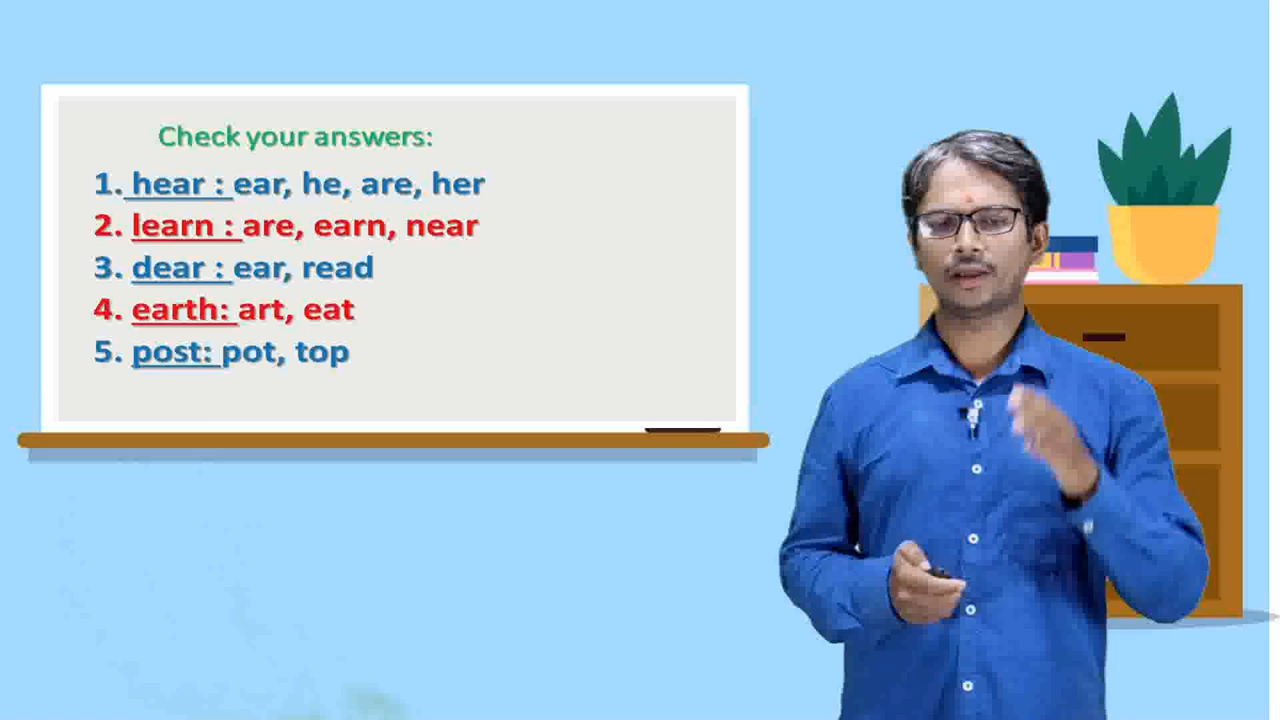 Check your answers:
1. hear : ear, he, are, her
2. learn : are, earn, near
3. dear : ear, read
4. earth: art, eat
5. post: pot, top